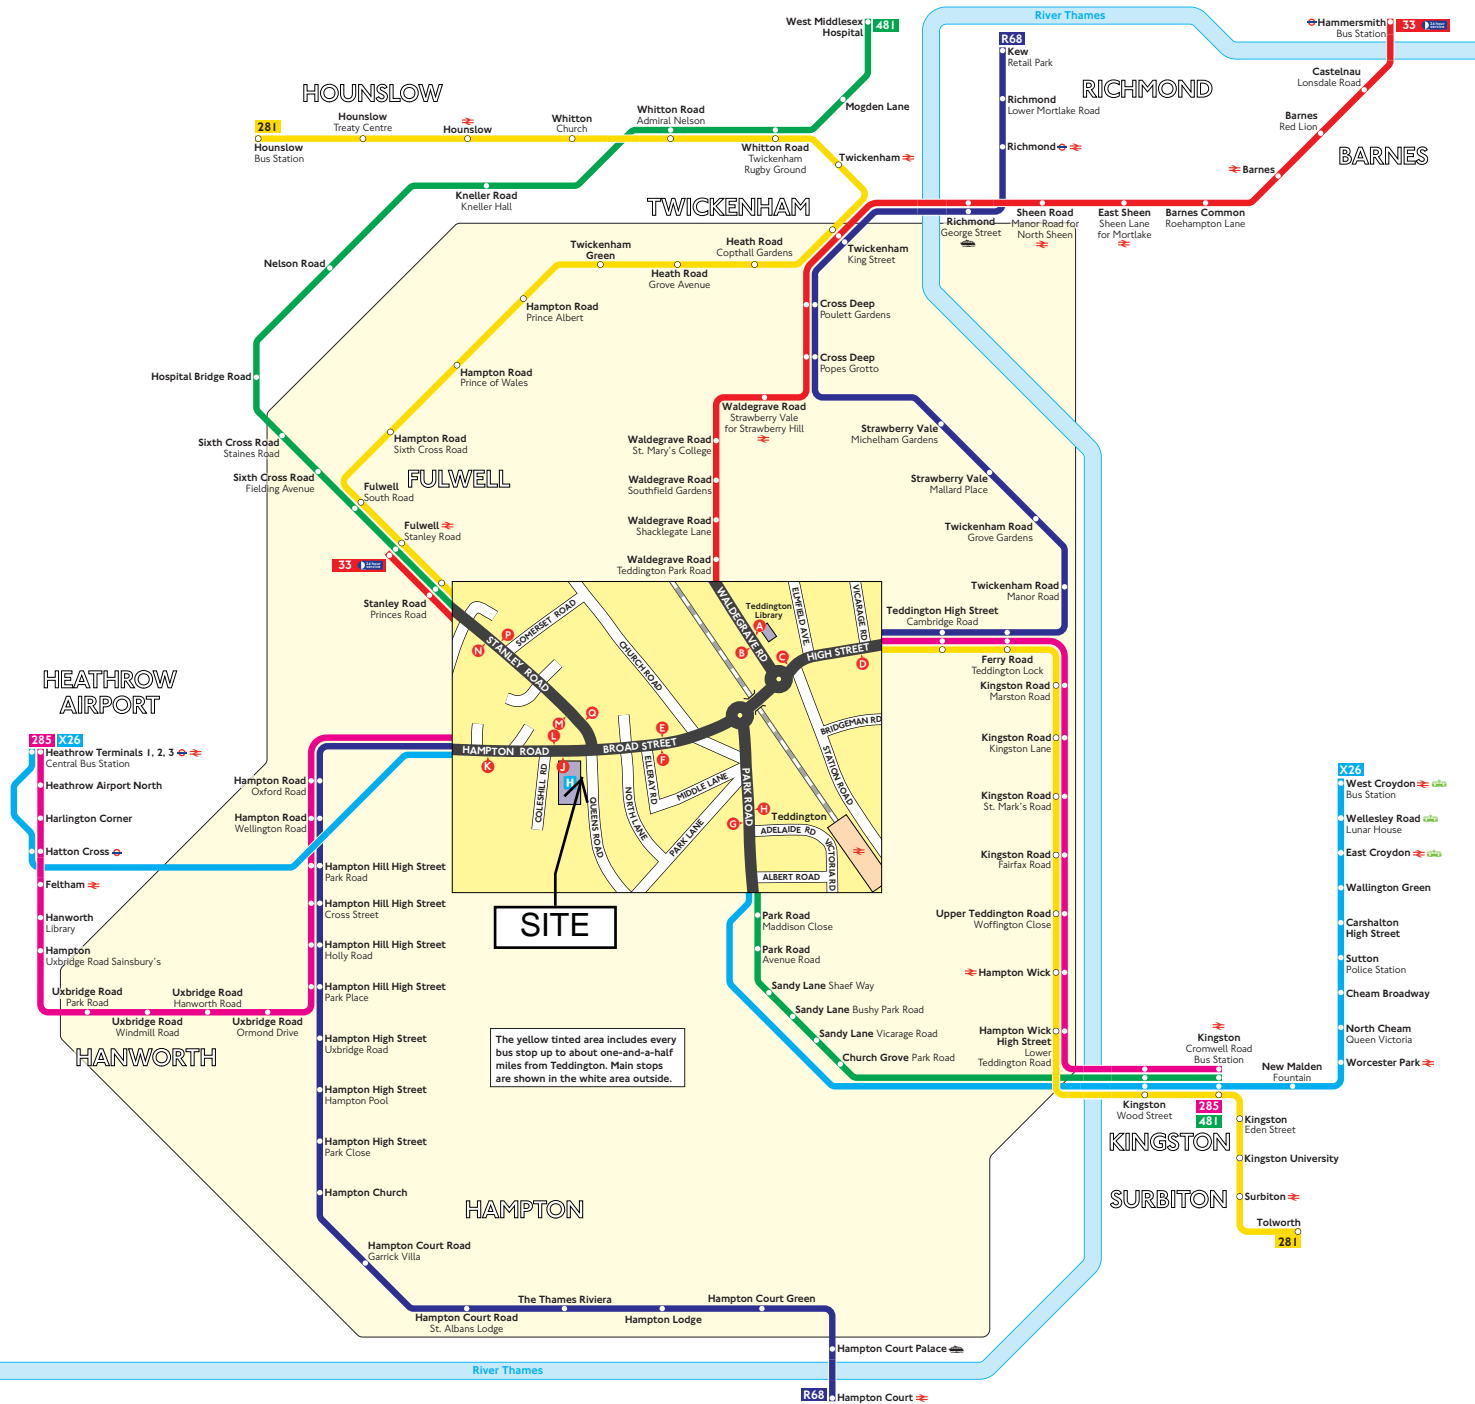 River Thames
West Middlesex
Hospital
481
Mogden Lane
R68
Kew
Retail Park
Richmond
Lower Mortlake Road
Richmond
RICHMOND
Hammersmith
Bus Station
33
24 hour
service
Castelnau
Lonsdale Road
Barnes
Red Lion
BARNES
Barnes
HOUNSLOW
281
Hounslow
Bus Station
Hounslow
Treaty Centre
Hounslow
Whitton
Church
Whitton Road
Admiral Nelson
Whitton Road
Twickenham
Rugby Ground
Twickenham
Kneller Road
Kneller Hall
TWICKENHAM
Richmond
George Street
Sheen Road
Manor Road for
North Sheen
East Sheen
Sheen Lane
for Mortlake
Barnes Common
Roehampton Lane
Nelson Road
Twickenham
Green
Heath Road
Copthall Gardens
Heath Road
Grove Avenue
Twickenham
King Street
Hampton Road
Prince Albert
Cross Deep
Poulett Gardens
Cross Deep
Popes Grotto
Hospital Bridge Road
Hampton Road
Prince of Wales
Waldegrave Road
Strawberry Vale
for Strawberry Hill
Sixth Cross Road
Staines Road
Hampton Road
Sixth Cross Road
Waldegrave Road
St. Mary's College
Strawberry Vale
Michelham Gardens
Sixth Cross Road
Fielding Avenue
FULWELL
Fulwell
South Road
Waldegrave Road
Southfield Gardens
Strawberry Vale
Mallard Place
Fulwell
Stanley Road
Waldegrave Road
Shacklegate Lane
Twickenham Road
Grove Gardens
33
24 hour
service
Waldegrave Road
Teddington Park Road
Twickenham Road
Manor Road
Stanley Road
Princes Road
Teddington High Street
Cambridge Road
Ferry Road
Teddington Lock
WALDEGRAVE RD
Teddington
Library
ELMFIELD AVE
VICARAGE RD
SOMERSET ROAD
STANLEY ROAD
CHURCH ROAD
HIGH STREET
P
N
A
B
C
D
M
L
Q
E
F
K
J
H
G
H
HAMPTON ROAD
BROAD STREET
BRIDGEMAN RD
STATION ROAD
COLESHILL RD
QUEENS ROAD
NORTH LANE
ELLERAY RD
MIDDLE LANE
PARK LANE
PARK ROAD
Teddington
ADELAIDE RD
VICTORIA RD
ALBERT ROAD
SITE
HEATHROW
AIRPORT
285
X26
Heathrow Terminals 1, 2, 3
Central Bus Station
Heathrow Airport North
Harlington Corner
Hatton Cross
Feltham
Hanworth
Library
Hampton
Uxbridge Road Sainsbury's
Uxbridge Road
Park Road
Uxbridge Road
Windmill Road
Uxbridge Road
Hanworth Road
Uxbridge Road
Ormond Drive
HANWORTH
Hampton Road
Oxford Road
Hampton Road
Wellington Road
Hampton Hill High Street
Park Road
Hampton Hill High Street
Cross Street
Hampton Hill High Street
Holly Road
Hampton Hill High Street
Park Place
Hampton High Street
Uxbridge Road
Hampton High Street
Hampton Pool
Hampton High Street
Park Close
Hampton Church
HAMPTON
Hampton Court Road
Garrick Villa
Hampton Court Road
St. Albans Lodge
The Thames Riviera
Hampton Lodge
Hampton Court Green
Hampton Court Palace
R68
Hampton Court
River Thames
The yellow tinted area includes every
bus stop up to about one-and-a-half
miles from Teddington. Main stops
are shown in the white area outside.
Park Road
Maddison Close
Park Road
Avenue Road
Sandy Lane Shaef Way
Sandy Lane Bushy Park Road
Sandy Lane Vicarage Road
Church Grove Park Road
Kingston Road
Marston Road
Kingston Road
Kingston Lane
Kingston Road
St. Mark's Road
Kingston Road
Fairfax Road
Upper Teddington Road
Woffington Close
Hampton Wick
Hampton Wick
High Street
Lower
Teddington Road
Kingston
Cromwell Road
Bus Station
Kingston
Wood Street
285
481
New Malden
Fountain
KINGSTON
Kingston
Eden Street
Kingston University
SURBITON
Surbiton
Tolworth
281
X26
West Croydon
Bus Station
Wellesley Road
Lunar House
East Croydon
Wallington Green
Carshalton
High Street
Sutton
Police Station
Cheam Broadway
North Cheam
Queen Victoria
Worcester Park